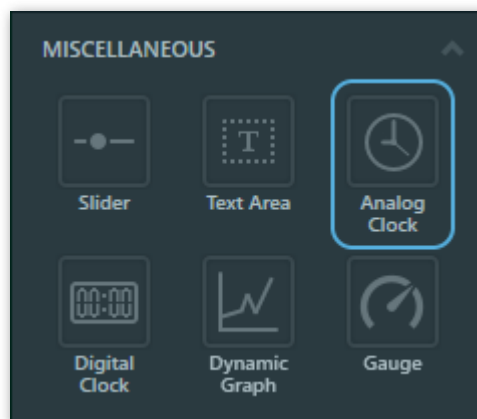 MISCELLANEOUS
T
Slider
Text Area
Analog
Clock
00:00
Digital
Clock
Dynamic
Graph
Gauge